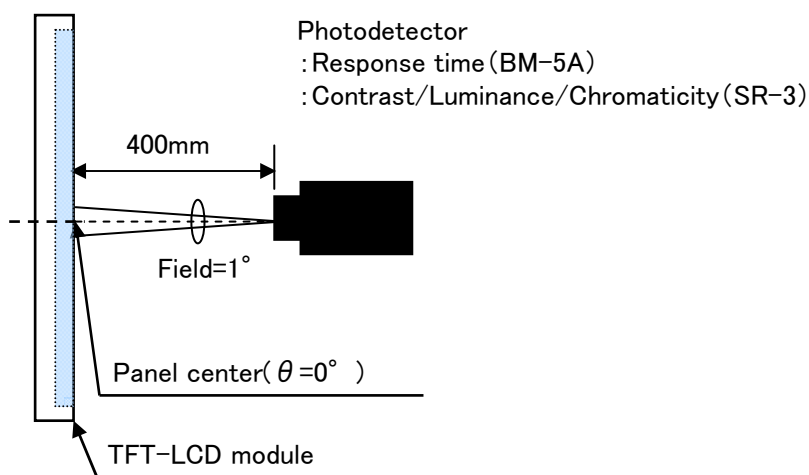 Photodetector
:Response time(BM-5A)
:Contrast/Luminance/Chromaticity(SR-3)
400mm
Field=1°
Panel center(θ=0° )
TFT-LCD module